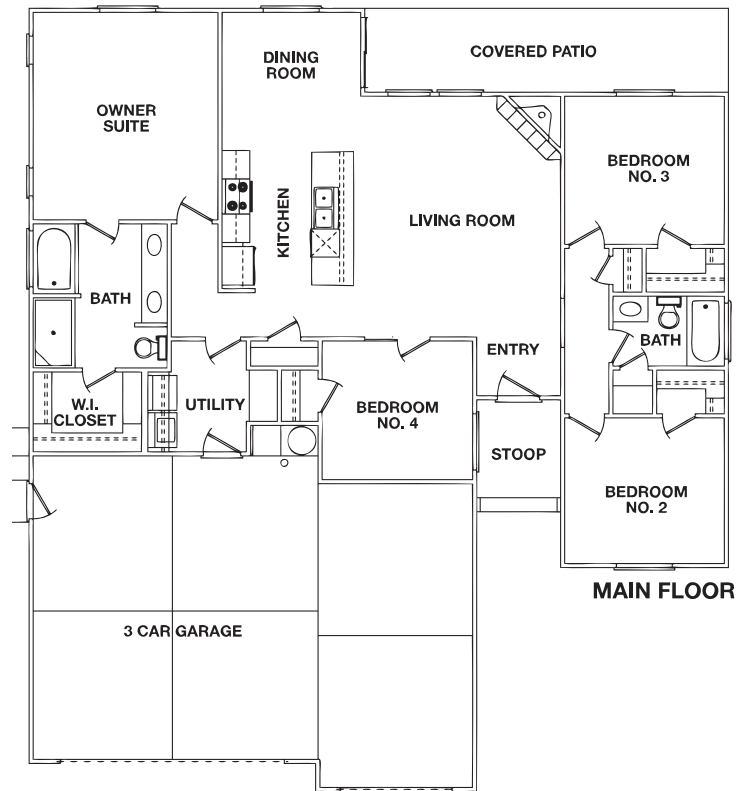 COVERED PATIO
DINING
ROOM
OWNER
SUITE
BEDROOM
NO. 3
KITCHEN
LIVING ROOM
BATH
BATH
ENTRY
W.I.
CLOSET
UTILITY
BEDROOM
NO. 4
STOOP
BEDROOM
NO. 2
MAIN FLOOR
3 CAR GARAGE